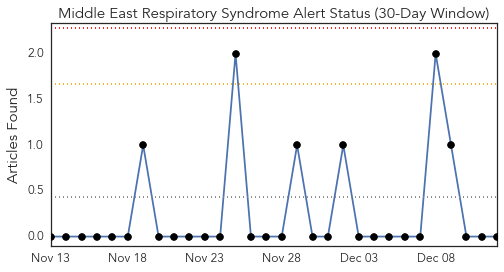 Middle East Respiratory Syndrome Alert Status (30-Day Window)
Articles Found
2.0
1.5
1.0
0.5
0.0
Nov 13 Nov 18 Nov 23 Nov 28 Dec 03 Dec 08